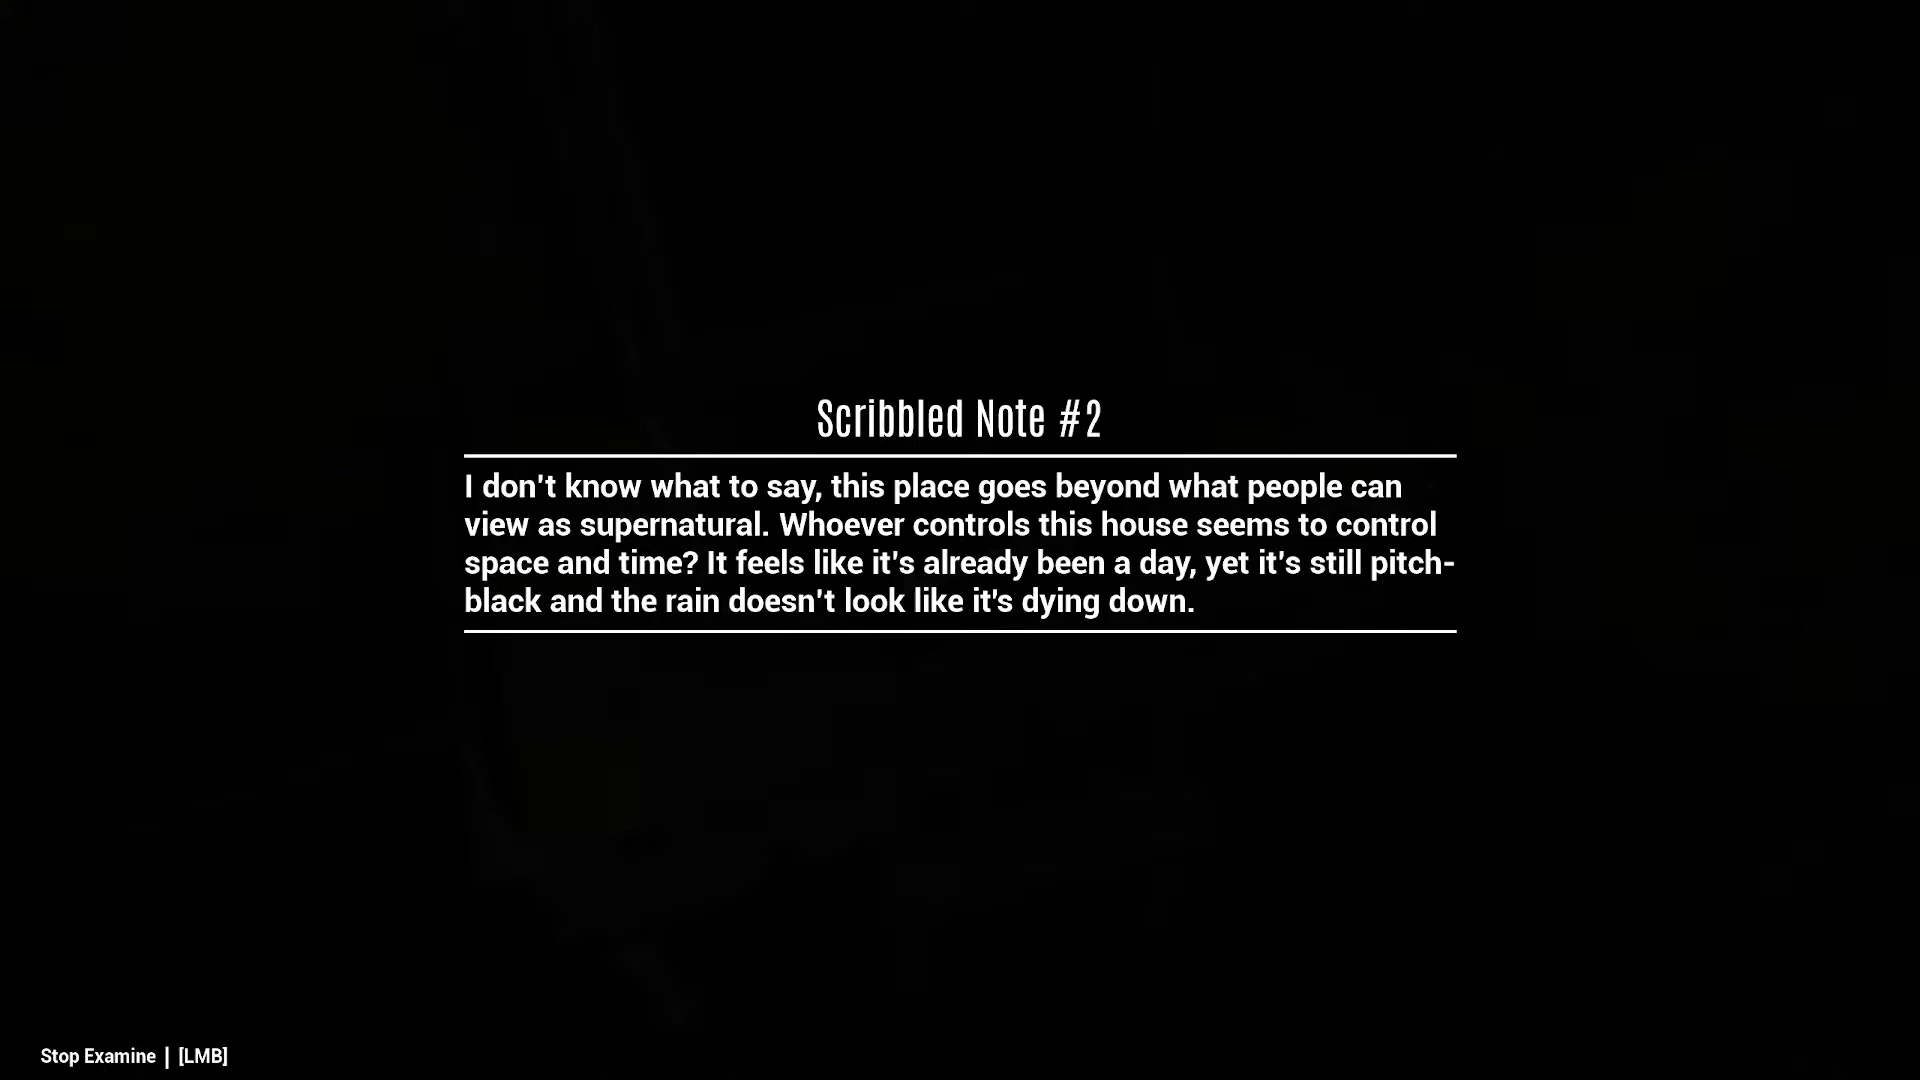 Scribbled Note #2
I don't know what to say, this place goes beyond what people can
view as supernatural. Whoever controls this house seems to control
space and time? It feels like it's already been a day, yet it's still pitch-
black and the rain doesn't look like it's dying down.
Stop Examine | [LMB]